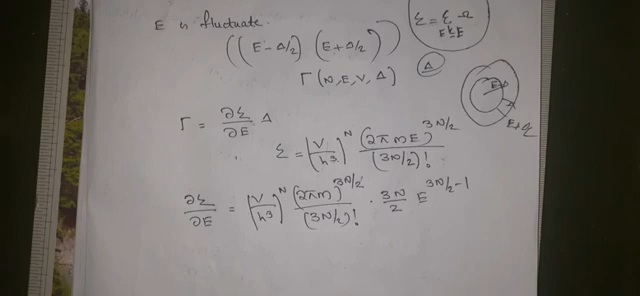 E is fluctuate.
((E-Δ/2) (E+Δ/2))
Σ = Σ Ω
E'≤E
Γ(N,E,V,Δ)
Δ
Γ = ∂Σ/∂E Δ
Σ = (V/h³)^N (2πmE)^3N/2 / (3N/2)!
∂Σ/∂E = (V/h³)^N (2πm)^3N/2 / (3N/2)! · 3N/2 E^3N/2-1